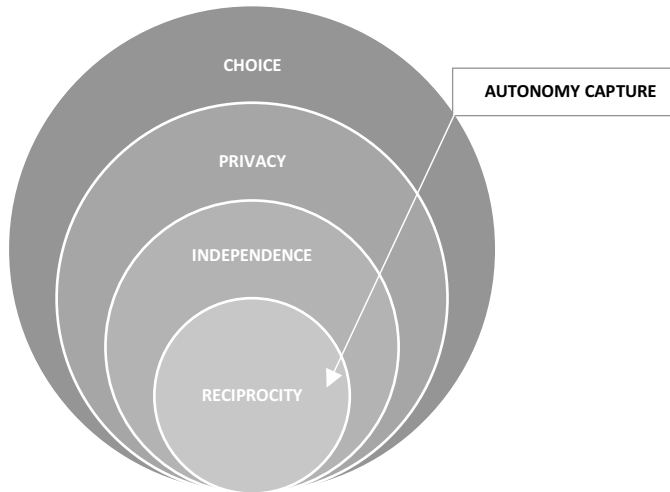 CHOICE
AUTONOMY CAPTURE
PRIVACY
INDEPENDENCE
RECIPROCITY